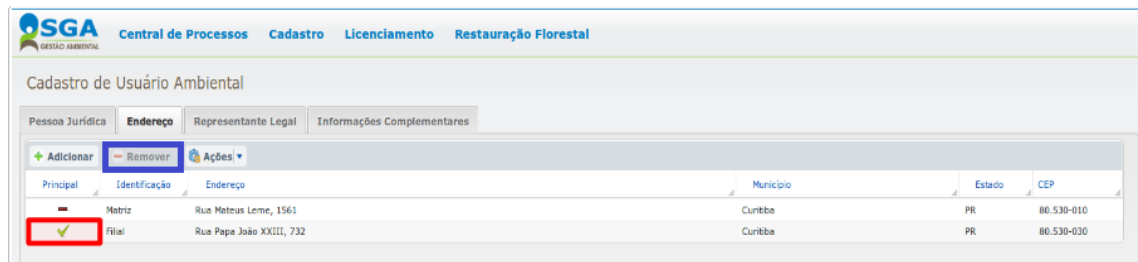 SGA
GESTÃO AMBIENTAL
Central de Processos Cadastro Licenciamento Restauração Florestal
Cadastro de Usuário Ambiental
Pessoa Jurídica Endereço Representante Legal Informações Complementares
Adicionar Remover Ações
Principal Identificação Endereço Município Estado CEP
Matriz Rua Mateus Leme, 1561 Curitiba PR 80.530-010
Filial Rua Papa João XXIII, 732 Curitiba PR 80.530-030